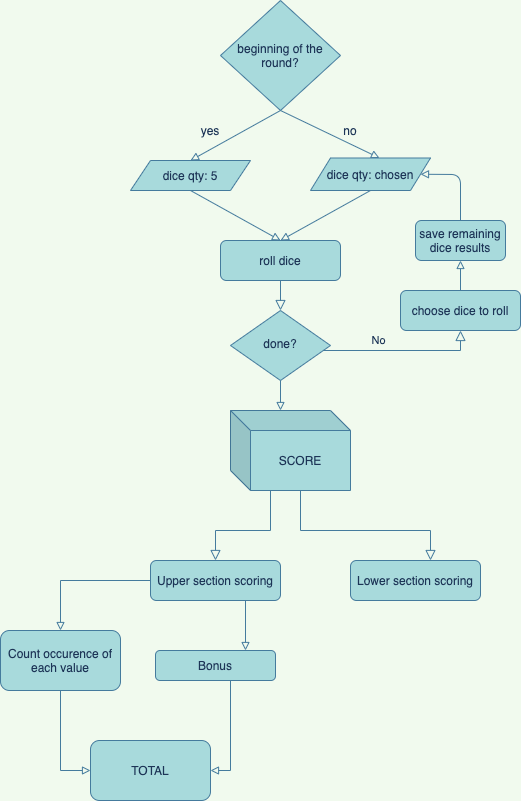 beginning of the
round?
yes
no
dice qty: 5
dice qty: chosen
save remaining
dice results
roll dice
choose dice to roll
done?
No
SCORE
Upper section scoring
Lower section scoring
Count occurence of
each value
Bonus
TOTAL